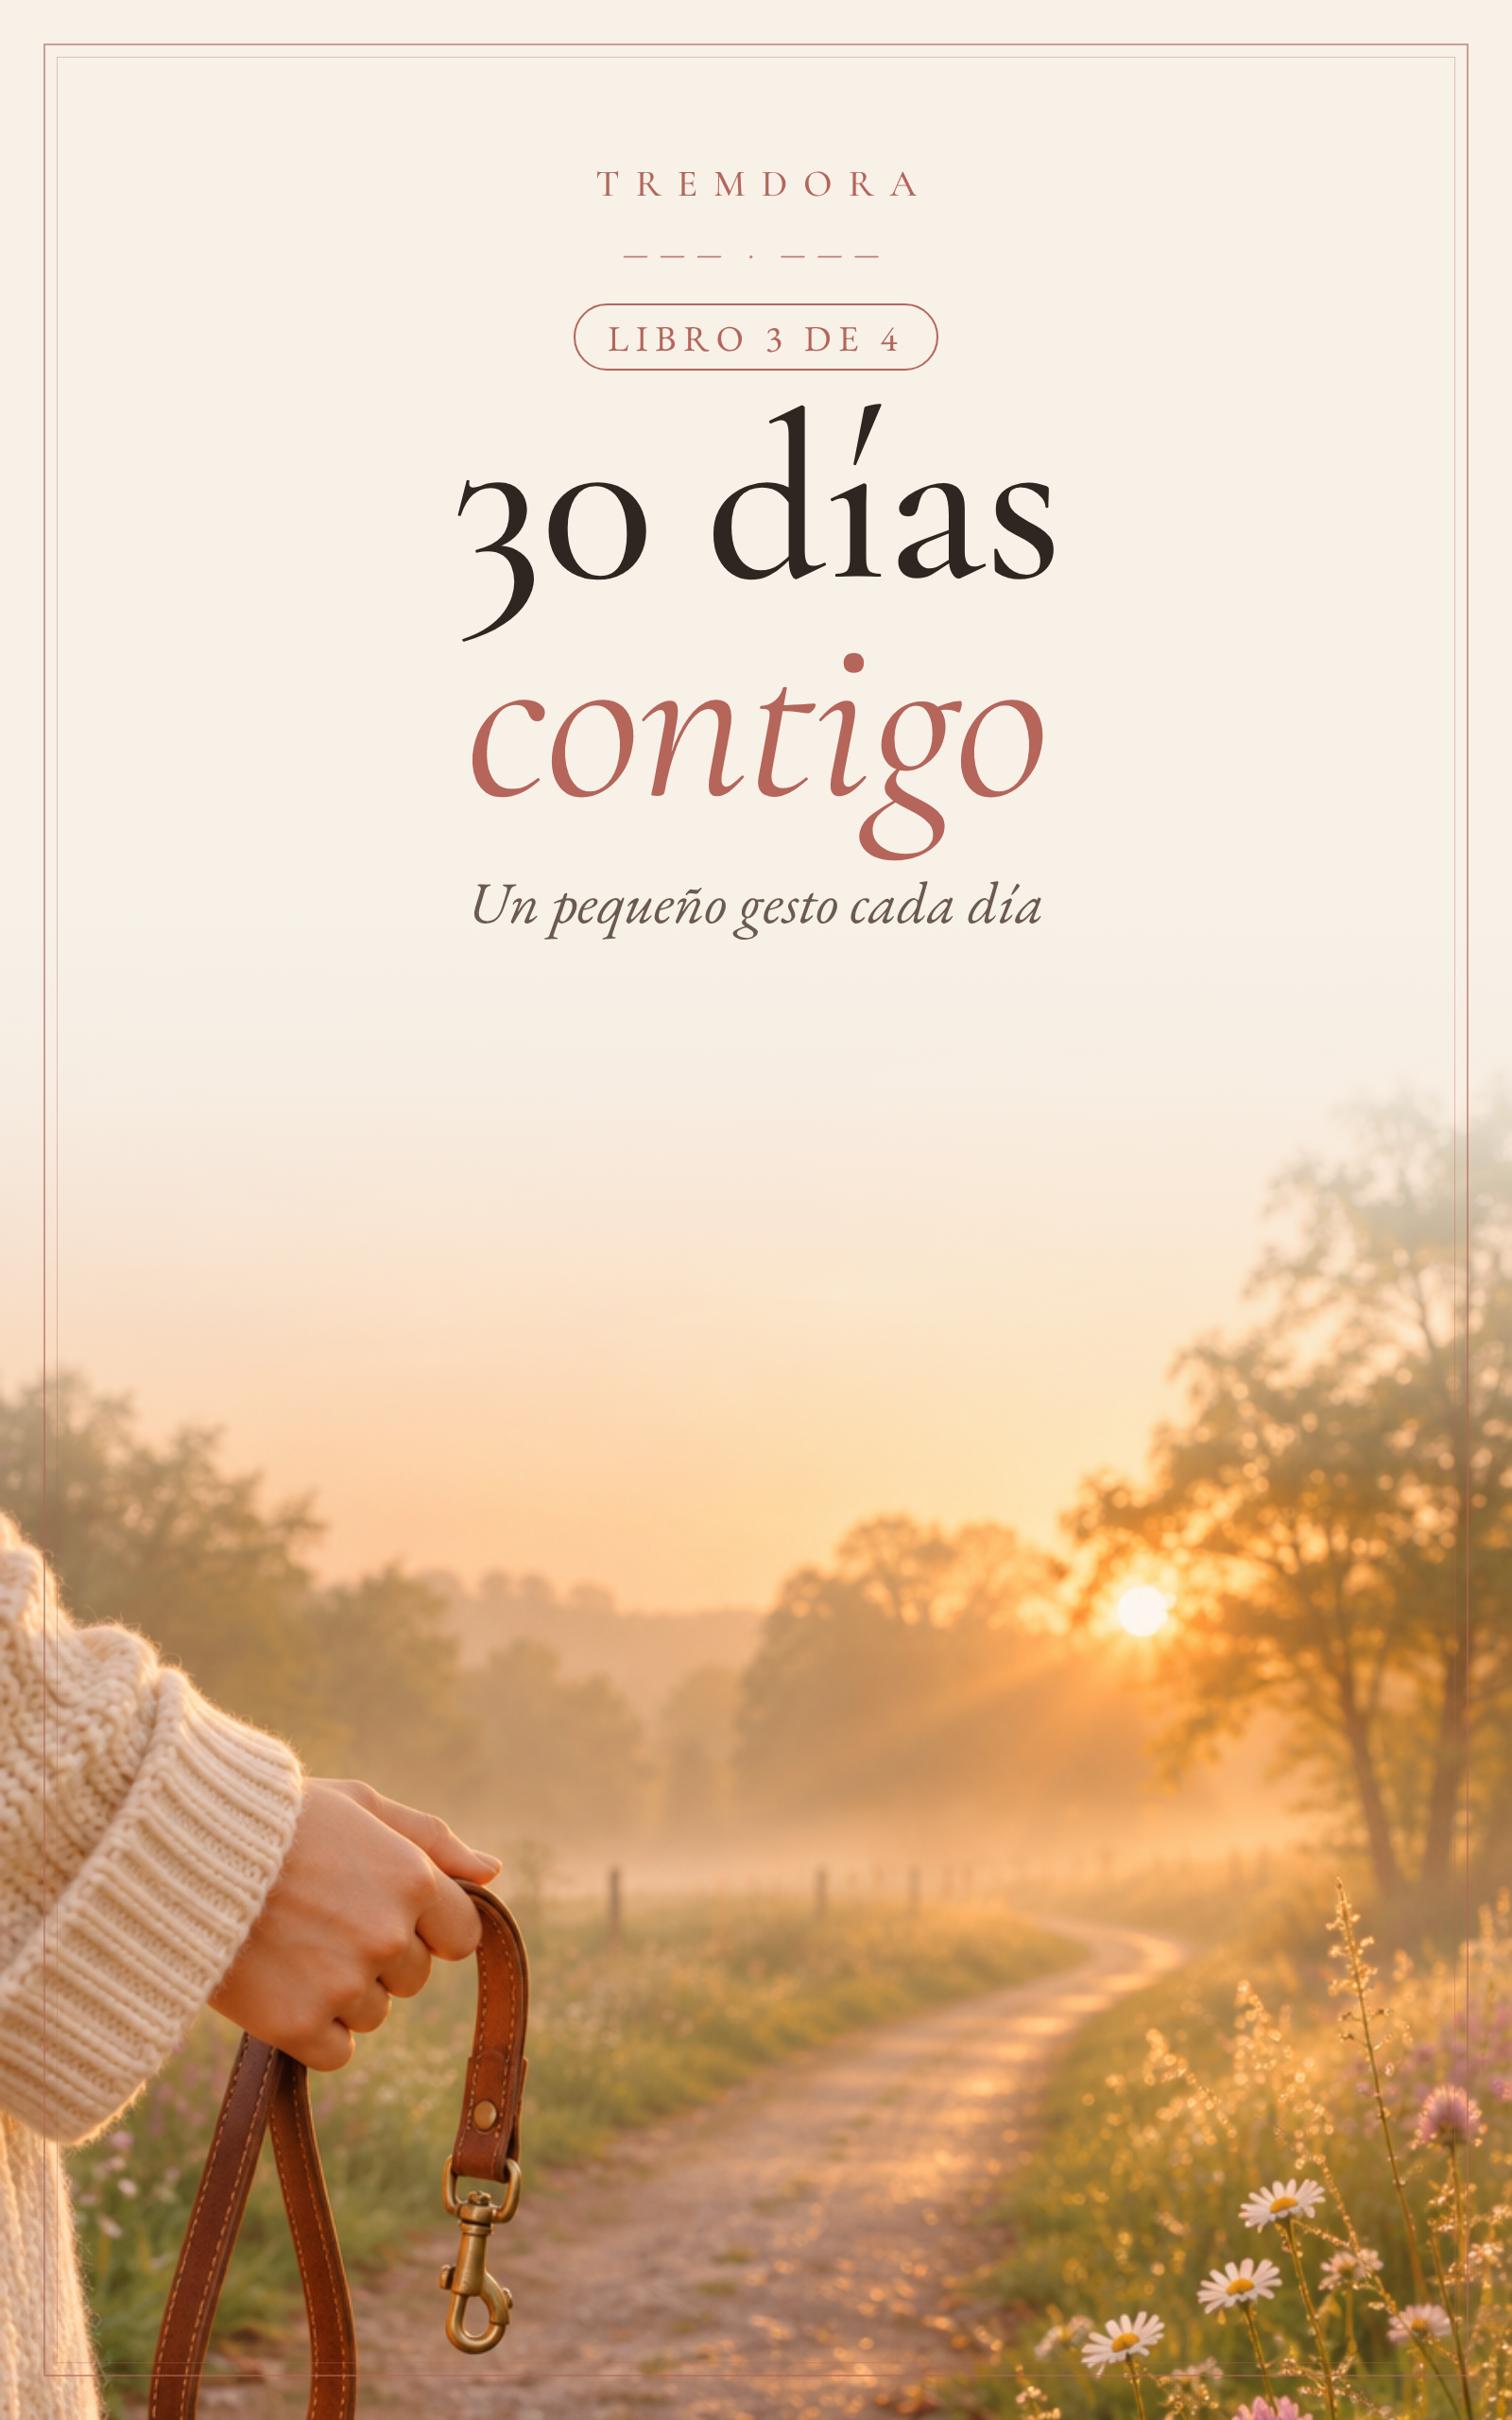 TREMDORA
——— · ———
LIBRO 3 DE 4
30 días
contigo
Un pequeño gesto cada día